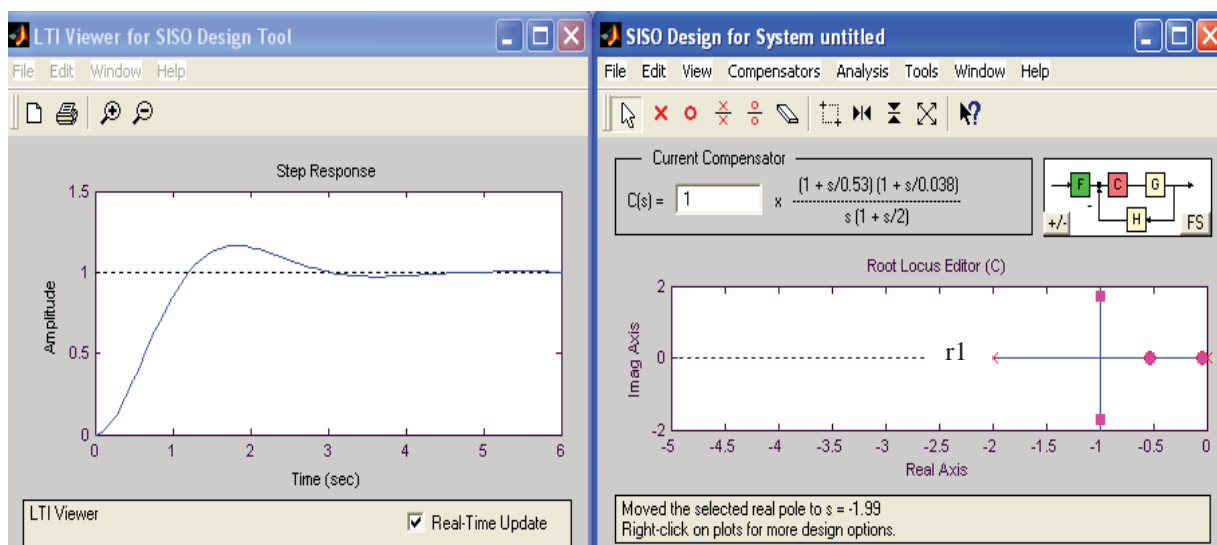 LTI Viewer for SISO Design Tool
File Edit Window Help
Step Response
1.5
1
0.5
0
Amplitude
0 1 2 3 4 5 6
Time (sec)
LTI Viewer
Real-Time Update
SISO Design for System untitled
File Edit View Compensators Analysis Tools Window Help
Current Compensator
C(s) = 1 x (1 + s/0.53) (1 + s/0.038)
s (1 + s/2)
F C G
H
+/- FS
Root Locus Editor (C)
2
0
-2
Imag Axis
r1
-5 -4.5 -4 -3.5 -3 -2.5 -2 -1.5 -1 -0.5 0
Real Axis
Moved the selected real pole to s = -1.99
Right-click on plots for more design options.